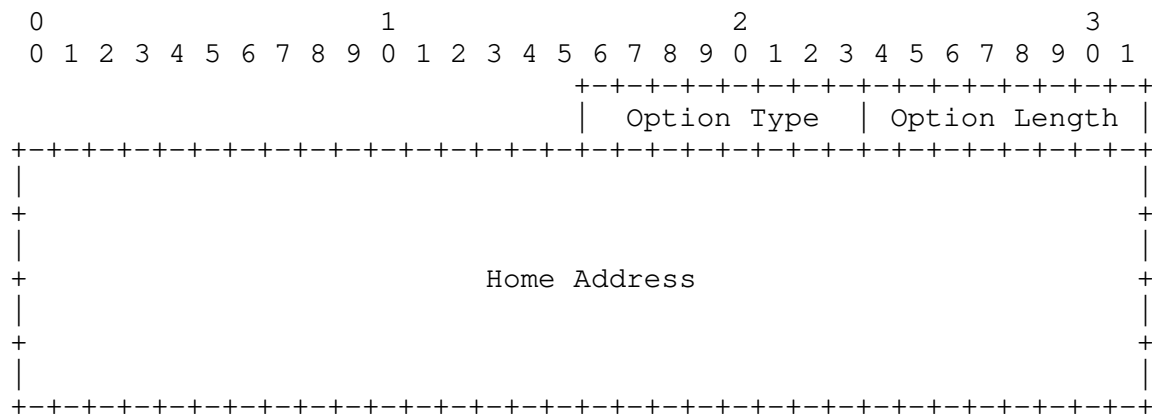 0                   1                   2                   3
 0 1 2 3 4 5 6 7 8 9 0 1 2 3 4 5 6 7 8 9 0 1 2 3 4 5 6 7 8 9 0 1
                                +-+-+-+-+-+-+-+-+-+-+-+-+-+-+-+-+
                                |  Option Type  | Option Length |
+-+-+-+-+-+-+-+-+-+-+-+-+-+-+-+-+-+-+-+-+-+-+-+-+-+-+-+-+-+-+-+-+
|                                                               |
+                                                               +
|                                                               |
+                          Home Address                         +
|                                                               |
+                                                               +
|                                                               |
+-+-+-+-+-+-+-+-+-+-+-+-+-+-+-+-+-+-+-+-+-+-+-+-+-+-+-+-+-+-+-+-+